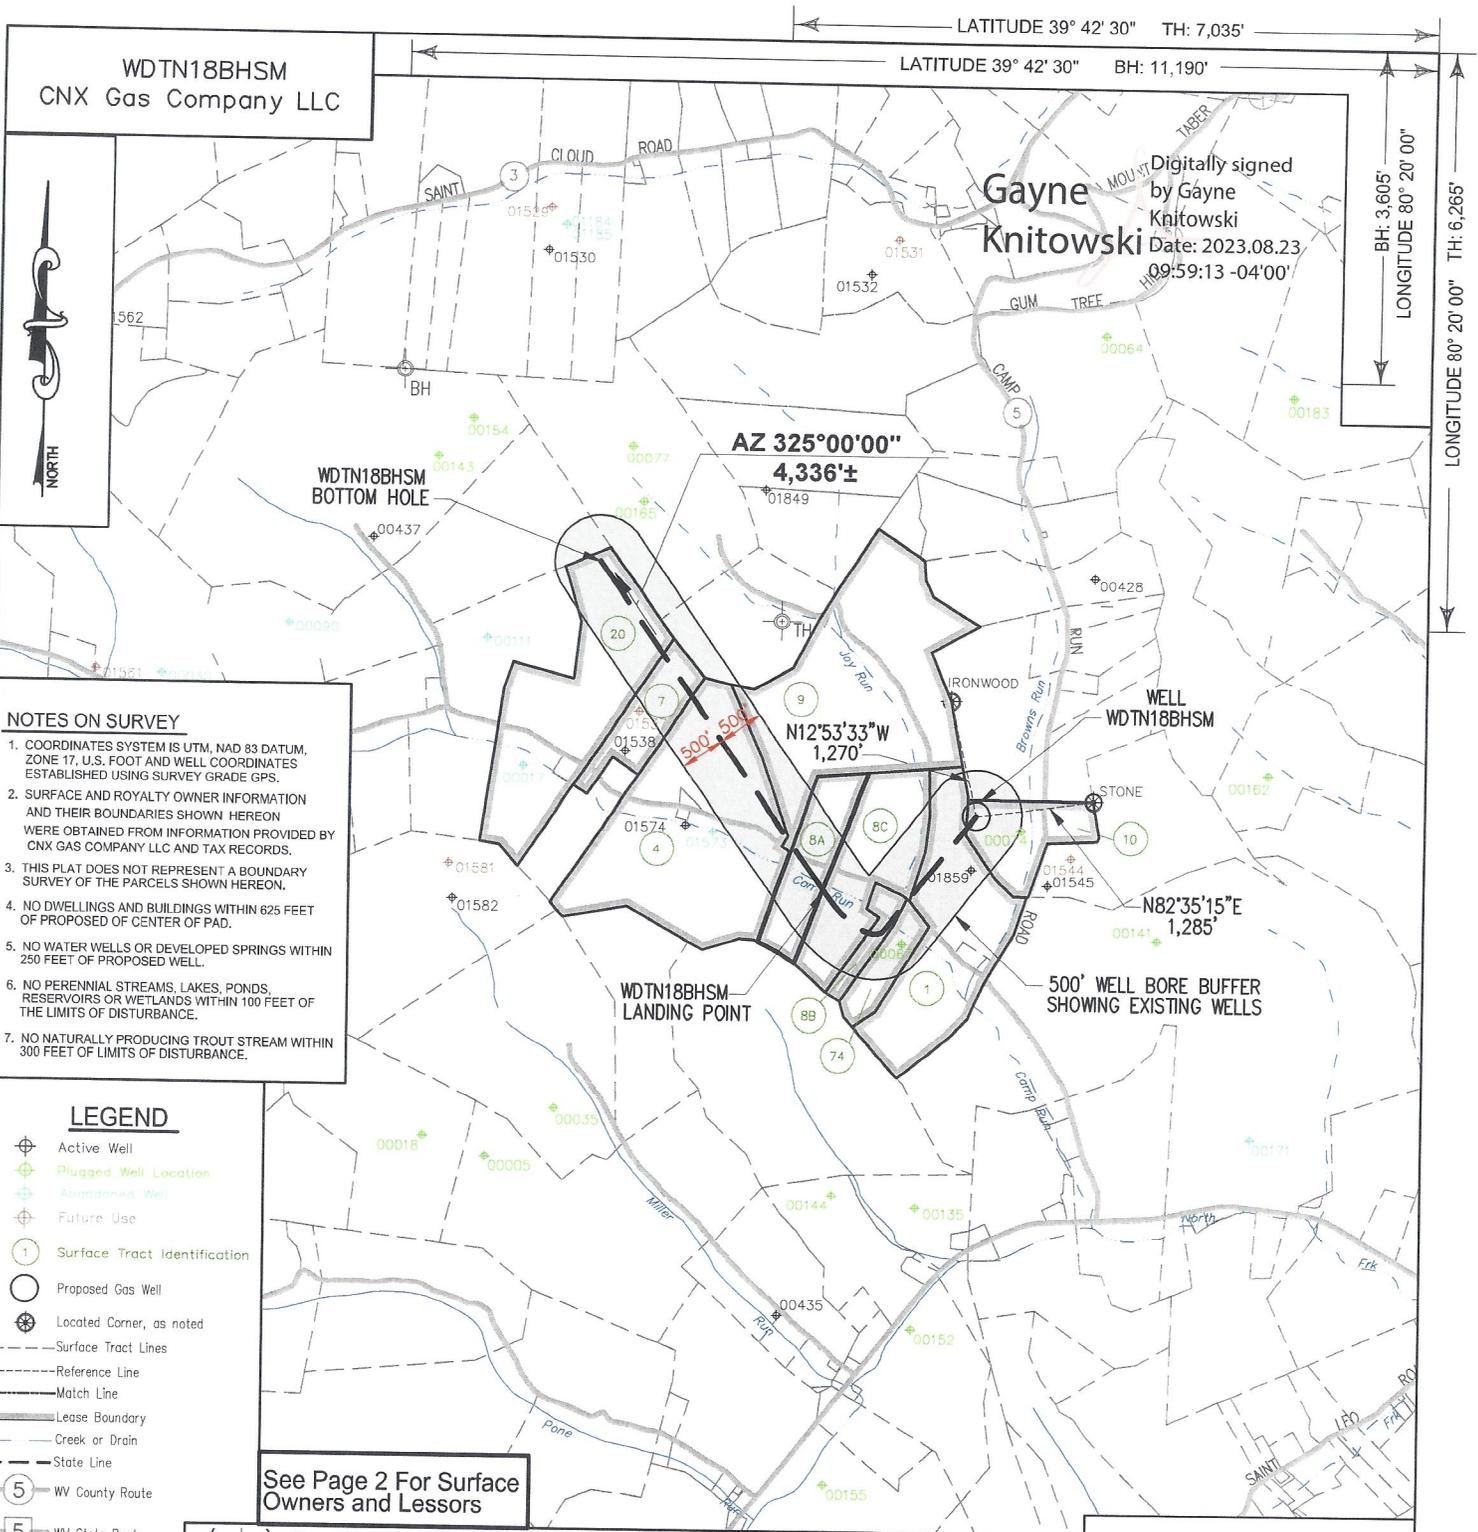 LATITUDE 39° 42' 30" TH: 7,035'
LATITUDE 39° 42' 30" BH: 11,190'
WDTN18BHSM
CNX Gas Company LLC
BH: 3,605'
LONGITUDE 80° 20' 00"
TH: 6,265'
LONGITUDE 80° 20' 00"
NORTH
SAINT CLOUD ROAD
3
MOUNT TABER
Gayne
Knitowski
Digitally signed
by Gayne
Knitowski
Date: 2023.08.23
09:59:13 -04'00'
01529
01184
01185
01530
01531
01532
1562
GUM TREE
CAMP
5
RUN
ROAD
BH
00064
00183
00154
00143
00077
00165
AZ 325°00'00"
4,336'±
01849
WDTN18BHSM
BOTTOM HOLE
00437
00428
00090
00111
01561
TH
20
7
9
Joy Run
IRONWOOD
Browns Run
WELL
WDTN18BHSM
500' 500'
N12°53'33"W
1,270'
01538
00017
00162
STONE
01574
01573
4
8A
8C
00074
10
01859
01544
01545
01581
01582
N82°35'15"E
1,285'
00141
WDTN18BHSM
LANDING POINT
8B
74
1
500' WELL BORE BUFFER
SHOWING EXISTING WELLS
Camp Run
00035
00018
00005
00171
00144
00135
Miller
Run
North
Frk
00435
00152
Pone
Run
00155
SAINT LEO
Frk
NOTES ON SURVEY
1. COORDINATES SYSTEM IS UTM, NAD 83 DATUM,
ZONE 17, U.S. FOOT AND WELL COORDINATES
ESTABLISHED USING SURVEY GRADE GPS.
2. SURFACE AND ROYALTY OWNER INFORMATION
AND THEIR BOUNDARIES SHOWN HEREON
WERE OBTAINED FROM INFORMATION PROVIDED BY
CNX GAS COMPANY LLC AND TAX RECORDS.
3. THIS PLAT DOES NOT REPRESENT A BOUNDARY
SURVEY OF THE PARCELS SHOWN HEREON.
4. NO DWELLINGS AND BUILDINGS WITHIN 625 FEET
OF PROPOSED OF CENTER OF PAD.
5. NO WATER WELLS OR DEVELOPED SPRINGS WITHIN
250 FEET OF PROPOSED WELL.
6. NO PERENNIAL STREAMS, LAKES, PONDS,
RESERVOIRS OR WETLANDS WITHIN 100 FEET OF
THE LIMITS OF DISTURBANCE.
7. NO NATURALLY PRODUCING TROUT STREAM WITHIN
300 FEET OF LIMITS OF DISTURBANCE.
LEGEND
Active Well
Plugged Well Location
Abandoned Well
Future Use
1 Surface Tract Identification
Proposed Gas Well
Located Corner, as noted
Surface Tract Lines
Reference Line
Match Line
Lease Boundary
Creek or Drain
State Line
5 WV County Route
See Page 2 For Surface
Owners and Lessors